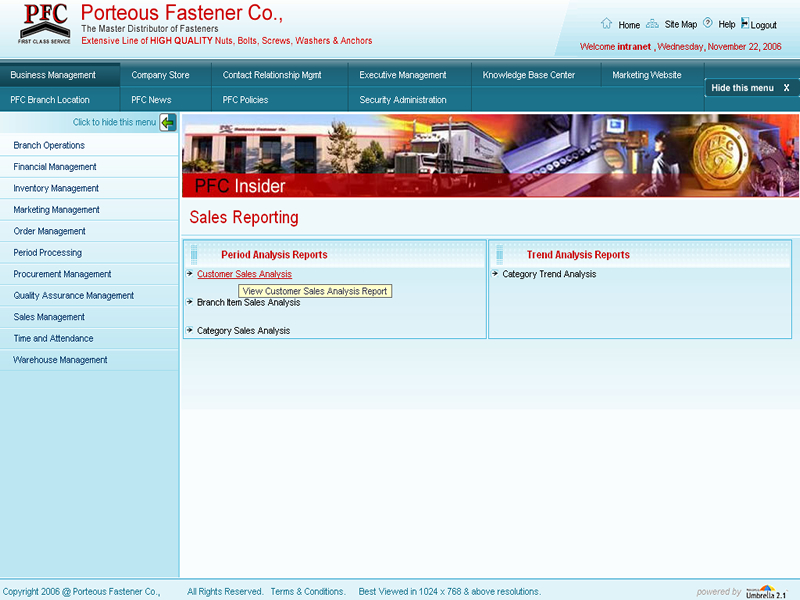 PFC
FIRST CLASS SERVICE
Porteous Fastener Co.,
The Master Distributor of Fasteners
Extensive Line of HIGH QUALITY Nuts, Bolts, Screws, Washers & Anchors
Home Site Map Help Logout
Welcome intranet , Wednesday, November 22, 2006
Business Management Company Store Contact Relationship Mgmt Executive Management Knowledge Base Center Marketing Website
PFC Branch Location PFC News PFC Policies Security Administration
Hide this menu X
Click to hide this menu
Branch Operations
Financial Management
Inventory Management
Marketing Management
Order Management
Period Processing
Procurement Management
Quality Assurance Management
Sales Management
Time and Attendance
Warehouse Management
PFC Insider
Sales Reporting
Period Analysis Reports
Customer Sales Analysis
View Customer Sales Analysis Report
Branch Item Sales Analysis
Category Sales Analysis
Trend Analysis Reports
Category Trend Analysis
Copyright 2006 @ Porteous Fastener Co., All Rights Reserved. Terms & Conditions. Best Viewed in 1024 x 768 & above resolutions.
powered by Umbrella 2.1